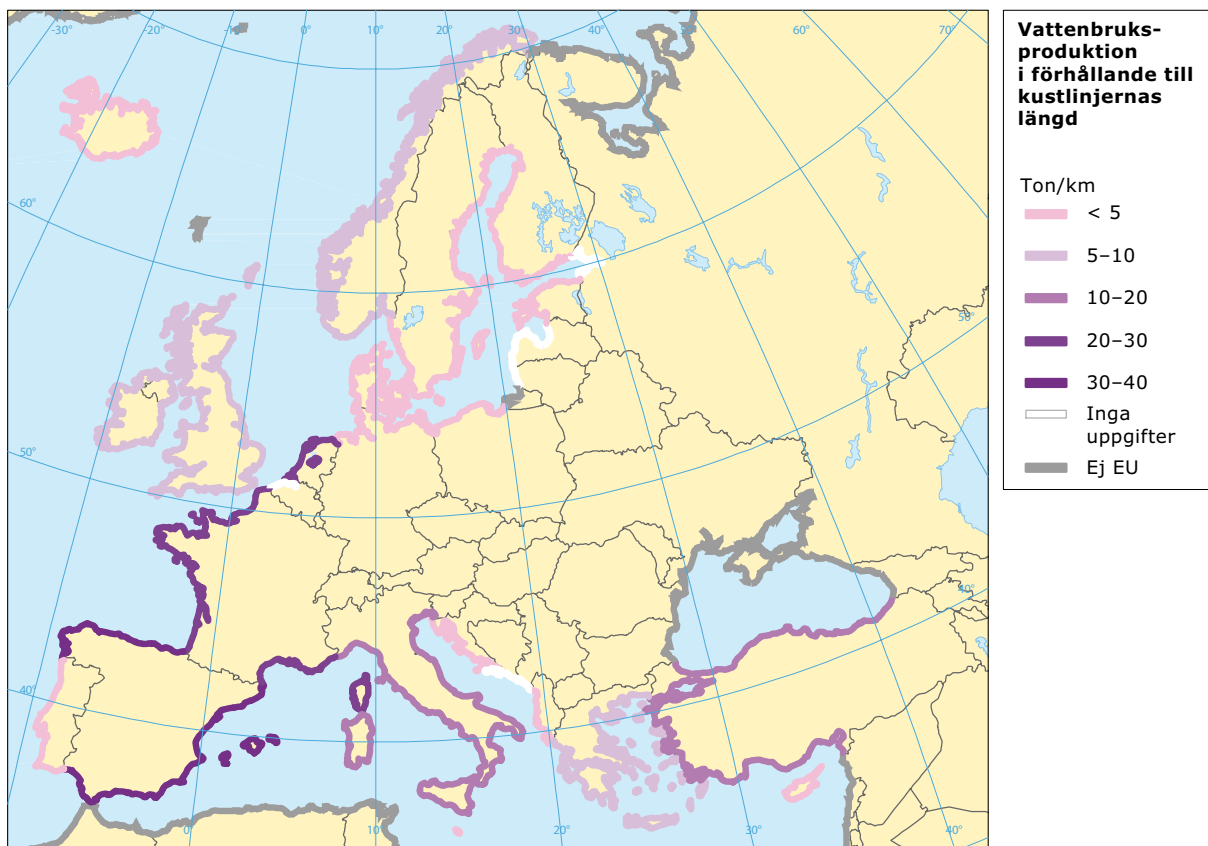 -30° -20° -10° 0° 10° 20° 30° 40° 50° 60° 70°
60°
50°
40°
50°
40°
0° 10° 20° 30° 40°
Vattenbruks-
produktion
i förhållande till
kustlinjernas
längd
Ton/km
< 5
5–10
10–20
20–30
30–40
Inga
uppgifter
Ej EU